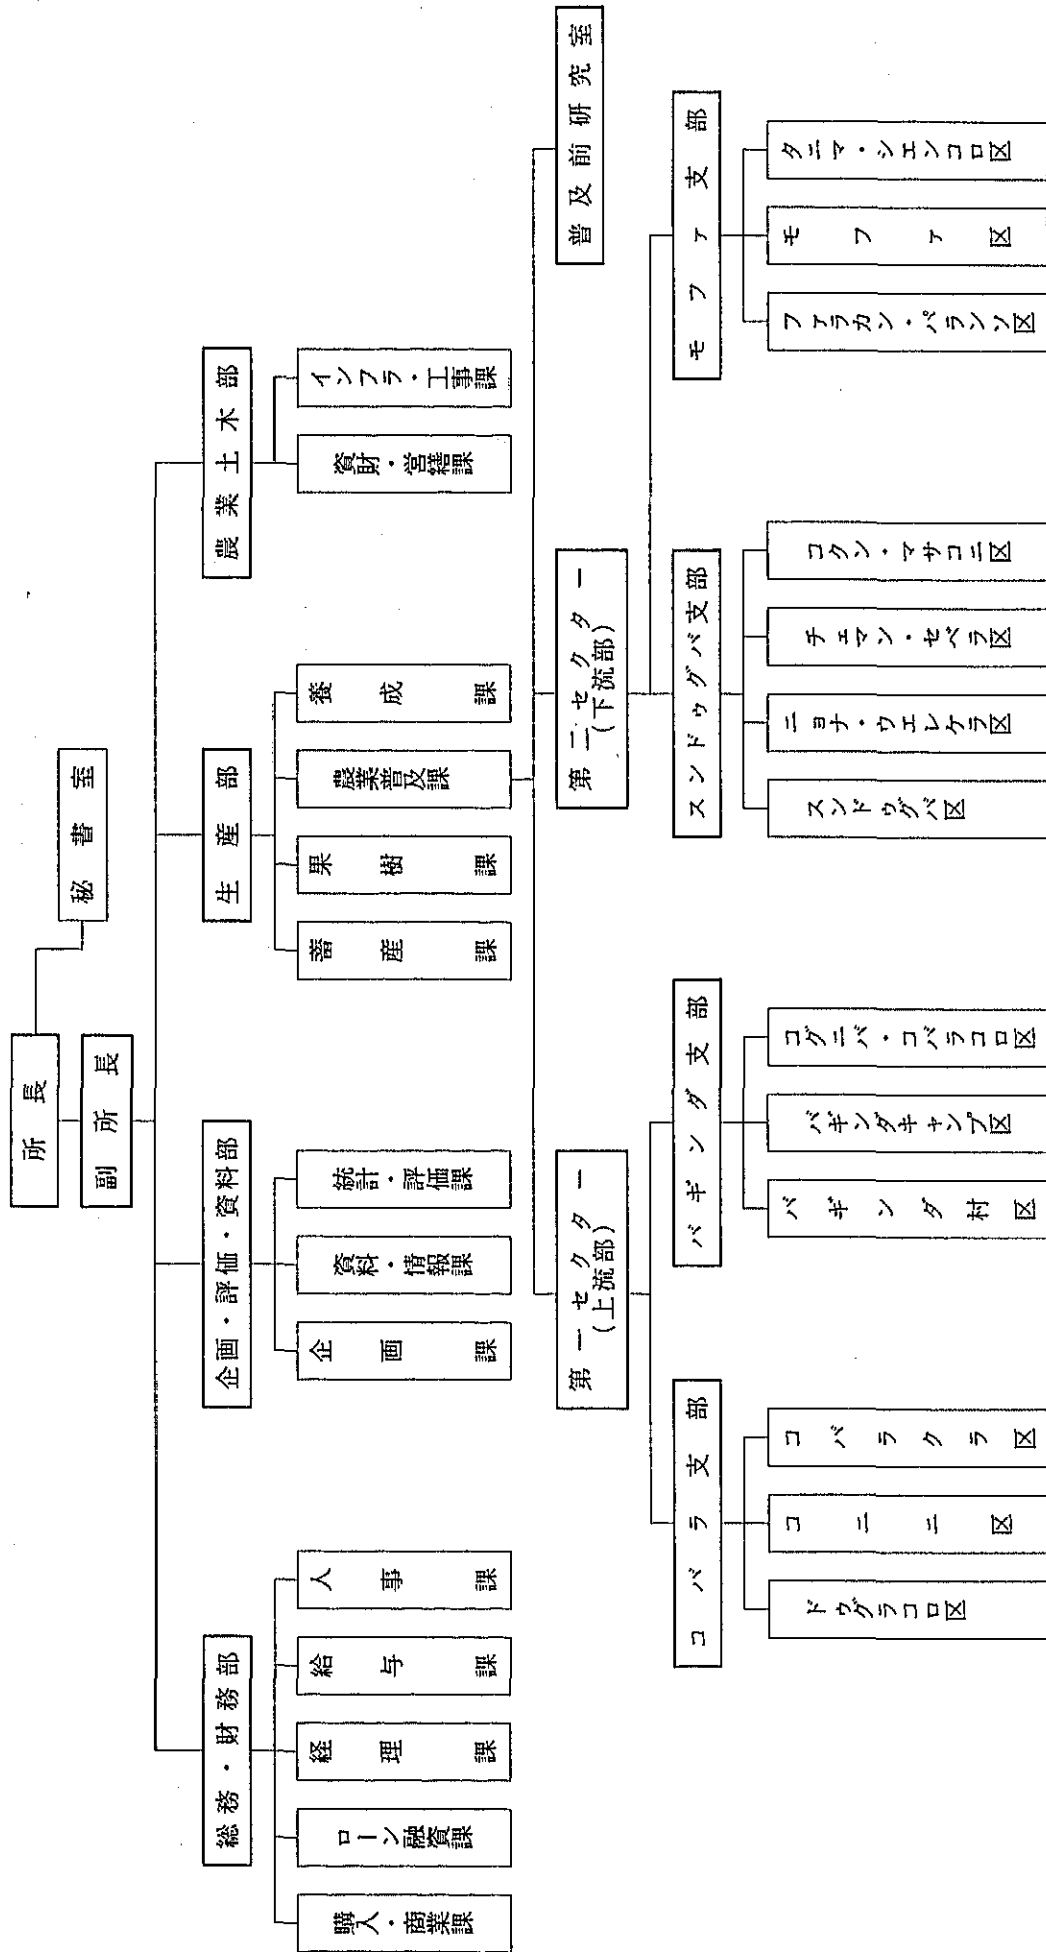 所長
秘書室
副所長
総務・財務部
企画・評価・資料部
生産部
農業土木部
購入・商業課
ローン融資課
経理課
給与課
人事課
企画課
資料・情報課
統計・評価課
畜産課
果樹課
農業普及課
養成課
資財・営繕課
インフラ・工事課
第一セクター
(上流部)
第二セクター
(下流部)
普及前研究室
コバラ支部
バギンダ支部
スンドゥグバ支部
モファ支部
ドゥグラコロ区
コニニ区
コバラクラ区
バギンダ村区
バギンダキャンプ区
コグニバ・コバラコロ区
スンドゥグバ区
ニョナ・ウエレケラ区
チエマン・ゼベラ区
コクン・マサコニ区
ファラカン・パランソ区
モファ区
タニマ・シエンコロ区